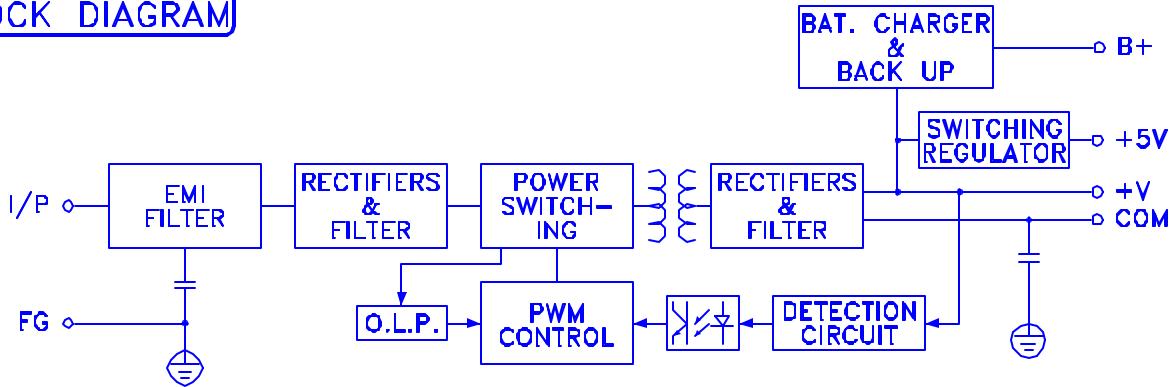 OCK DIAGRAM
BAT. CHARGER
&
BACK UP
B+
SWITCHING
REGULATOR
+5V
I/P
EMI
FILTER
RECTIFIERS
&
FILTER
POWER
SWITCH-
ING
RECTIFIERS
&
FILTER
+V
COM
FG
O.L.P.
PWM
CONTROL
DETECTION
CIRCUIT